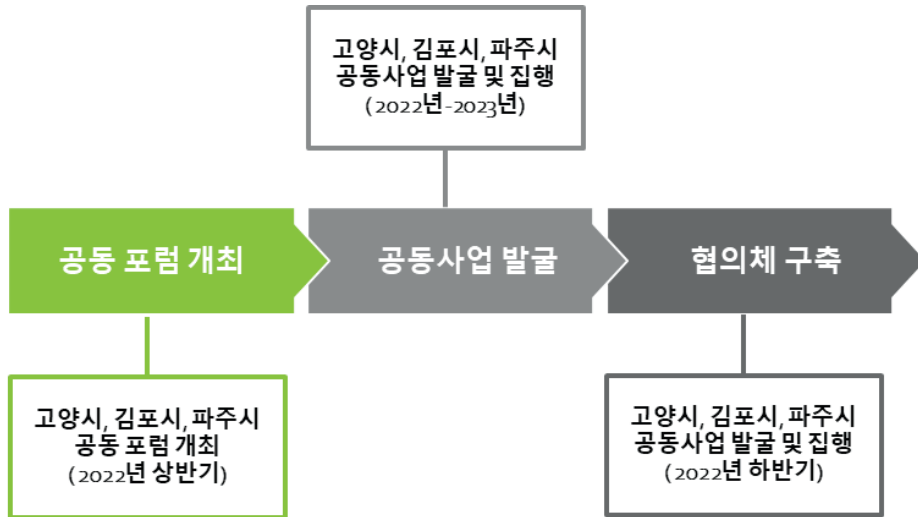 고양시, 김포시, 파주시
공동사업 발굴 및 집행
(2022년-2023년)
공동 포럼 개최
공동사업 발굴
협의체 구축
고양시, 김포시, 파주시
공동 포럼 개최
(2022년 상반기)
고양시, 김포시, 파주시
공동사업 발굴 및 집행
(2022년 하반기)